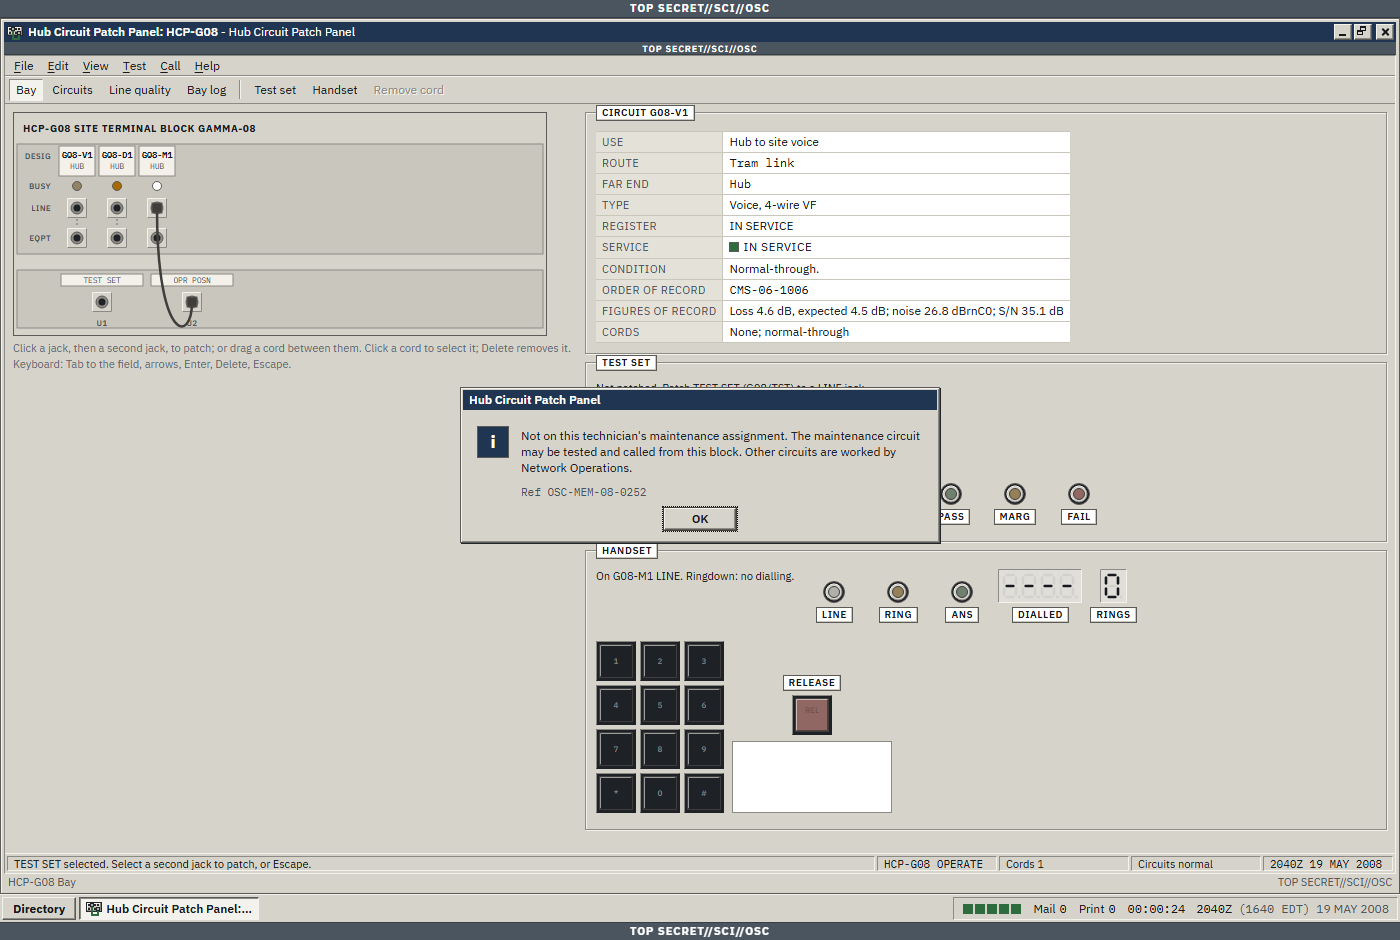 TOP SECRET//SCI//OSC
Hub Circuit Patch Panel: HCP-G08 - Hub Circuit Patch Panel
TOP SECRET//SCI//OSC
File Edit View Test Call Help
Bay Circuits Line quality Bay log Test set Handset Remove cord
HCP-G08 SITE TERMINAL BLOCK GAMMA-08
DESIG G08-V1 G08-D1 G08-M1
HUB HUB HUB
BUSY
LINE
EQPT
TEST SET OPR POSN
U1 U2
Click a jack, then a second jack, to patch; or drag a cord between them. Click a cord to select it; Delete removes it.
Keyboard: Tab to the field, arrows, Enter, Delete, Escape.
CIRCUIT G08-V1
USE Hub to site voice
ROUTE Tram link
FAR END Hub
TYPE Voice, 4-wire VF
REGISTER IN SERVICE
SERVICE IN SERVICE
CONDITION Normal-through.
ORDER OF RECORD CMS-06-1006
FIGURES OF RECORD Loss 4.6 dB, expected 4.5 dB; noise 26.8 dBrnC0; S/N 35.1 dB
CORDS None; normal-through
TEST SET
Not patched. Patch TEST SET (G08/TST) to a LINE jack.
Hub Circuit Patch Panel
i
Not on this technician's maintenance assignment. The maintenance circuit
may be tested and called from this block. Other circuits are worked by
Network Operations.
Ref OSC-MEM-08-0252
OK
PASS MARG FAIL
HANDSET
On G08-M1 LINE. Ringdown: no dialling.
---- 0
LINE RING ANS DIALLED RINGS
1 2 3
RELEASE
4 5 6
REL
7 8 9
* 0 #
TEST SET selected. Select a second jack to patch, or Escape. HCP-G08 OPERATE Cords 1 Circuits normal 2040Z 19 MAY 2008
HCP-G08 Bay TOP SECRET//SCI//OSC
Directory Hub Circuit Patch Panel:... Mail 0 Print 0 00:00:24 2040Z (1640 EDT) 19 MAY 2008
TOP SECRET//SCI//OSC